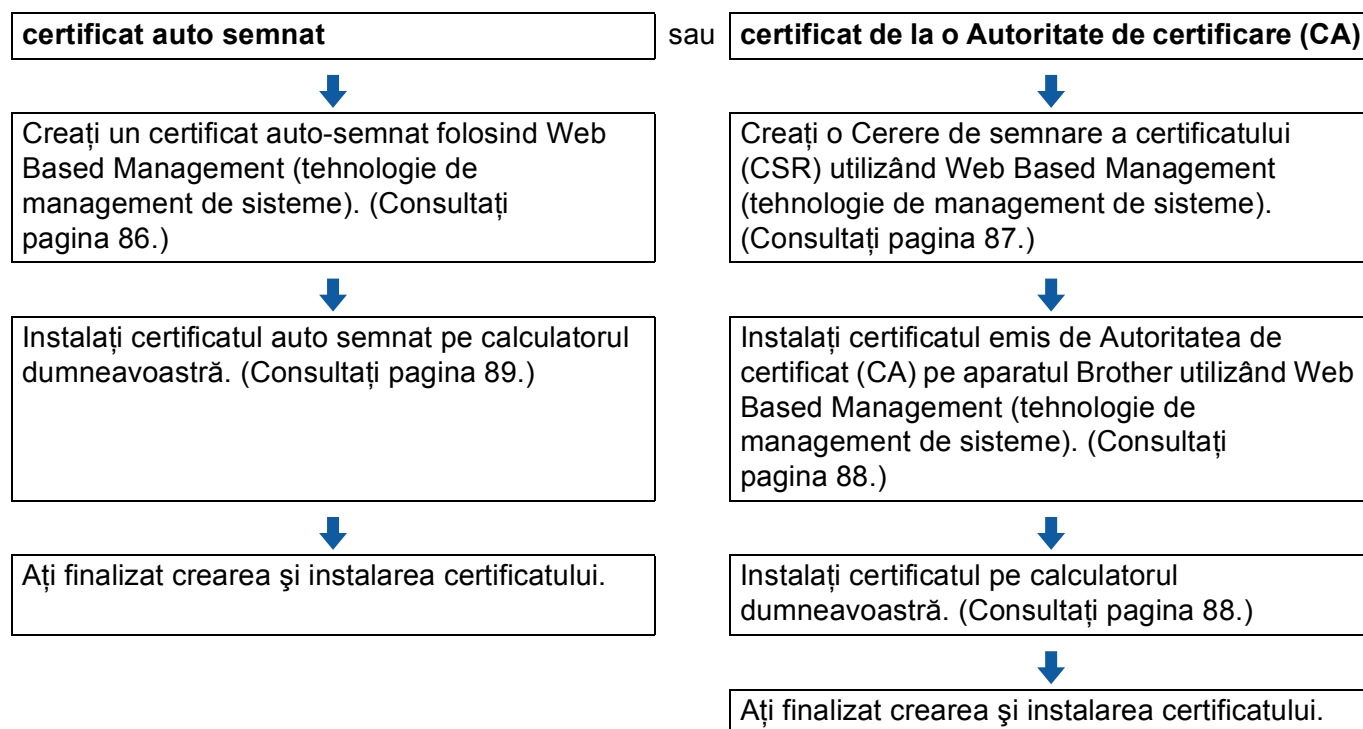 certificat auto semnat
sau
certificat de la o Autoritate de certificare (CA)
Creați un certificat auto-semnat folosind Web
Based Management (tehnologie de
management de sisteme). (Consultați
pagina 86.)
Creați o Cerere de semnare a certificatului
(CSR) utilizând Web Based Management
(tehnologie de management de sisteme).
(Consultați pagina 87.)
Instalați certificatul auto semnat pe calculatorul
dumneavoastră. (Consultați pagina 89.)
Instalați certificatul emis de Autoritatea de
certificat (CA) pe aparatul Brother utilizând Web
Based Management (tehnologie de
management de sisteme). (Consultați
pagina 88.)
Ați finalizat crearea şi instalarea certificatului.
Instalați certificatul pe calculatorul
dumneavoastră. (Consultați pagina 88.)
Ați finalizat crearea şi instalarea certificatului.